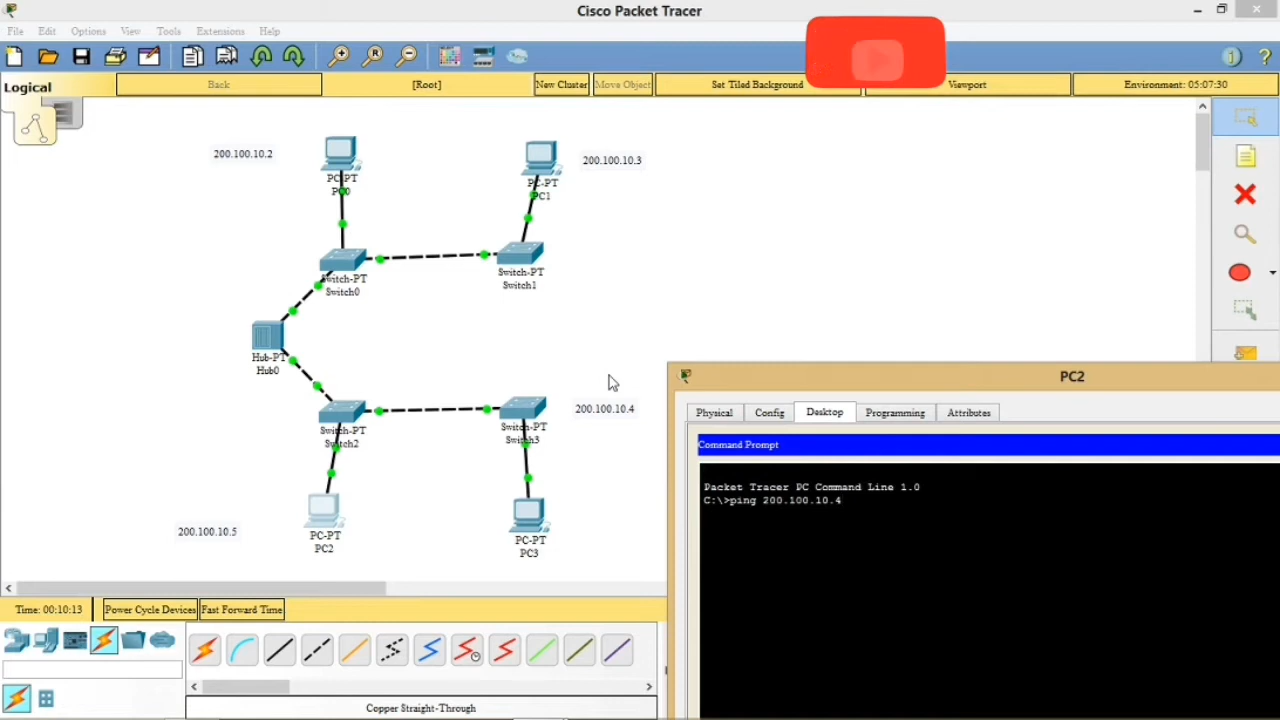 Cisco Packet Tracer
File Edit Options View Tools Extensions Help
Logical
Back
[Root]
New Cluster
Move Object
Set Tiled Background
Viewport
Environment: 05:07:30
200.100.10.2
PC-PT
PC0
PC-PT
PC1
200.100.10.3
Switch-PT
Switch0
Switch-PT
Switch1
Hub-PT
Hub0
Switch-PT
Switch2
Switch-PT
Switch3
200.100.10.4
200.100.10.5
PC-PT
PC2
PC-PT
PC3
PC2
Physical Config Desktop Programming Attributes
Command Prompt
Packet Tracer PC Command Line 1.0
C:\>ping 200.100.10.4
Time: 00:10:13
Power Cycle Devices
Fast Forward Time
Copper Straight-Through